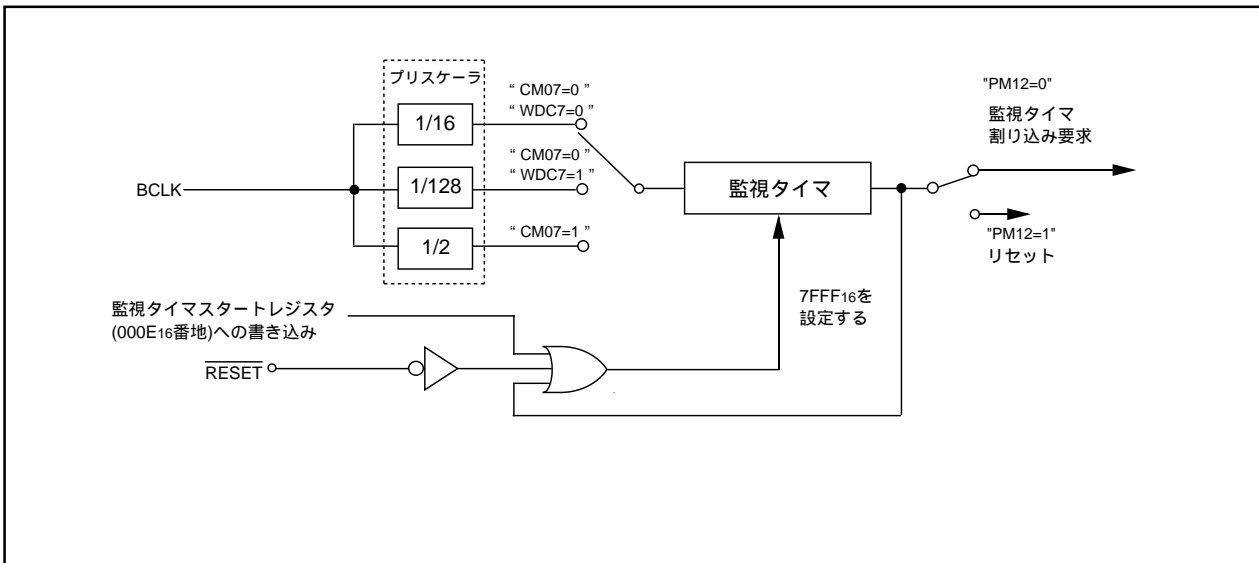 プリスケーラ
1/16
1/128
1/2
BCLK
“ CM07=0 ”
“ WDC7=0 ”
“ CM07=0 ”
“ WDC7=1 ”
“ CM07=1 ”
監視タイマ
"PM12=0"
監視タイマ
割り込み要求
"PM12=1"
リセット
7FFF16を
設定する
監視タイマスタートレジスタ
(000E16番地)への書き込み
RESET